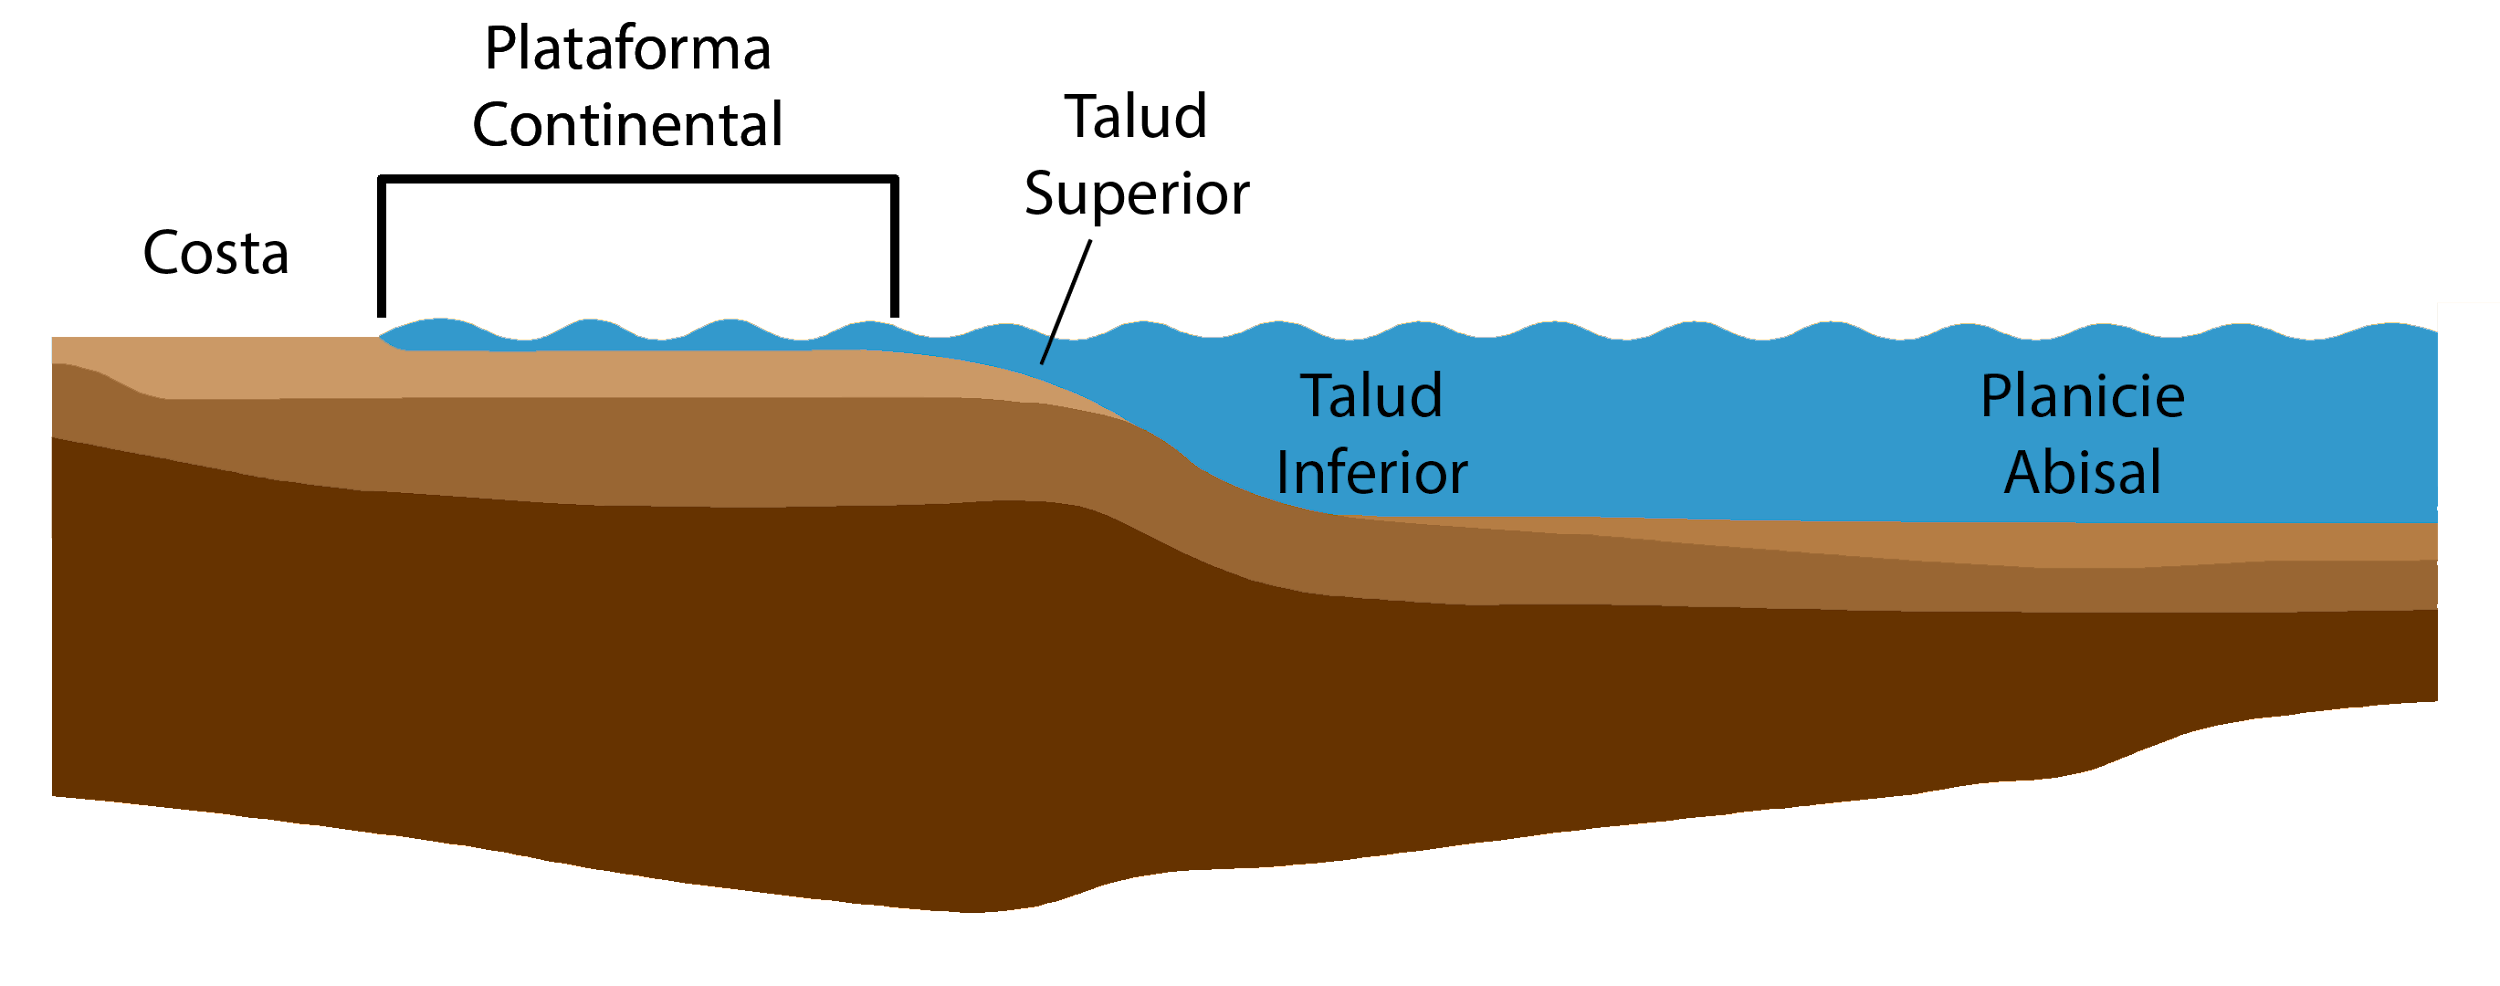 Plataforma
Continental
Talud
Superior
Costa
Talud
Inferior
Planicie
Abisal